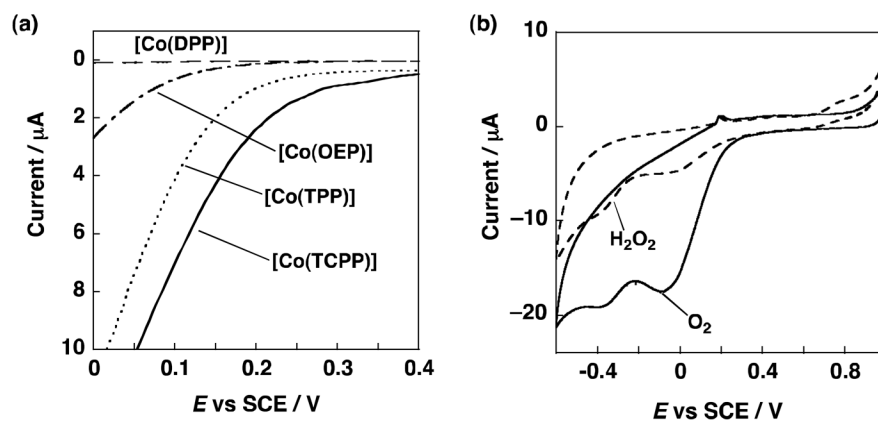 (a)
[Co(DPP)]
[Co(OEP)]
[Co(TPP)]
[Co(TCPP)]
Current / μA
0
2
4
6
8
10
0
0.1
0.2
0.3
0.4
E vs SCE / V
(b)
Current / μA
10
0
−10
−20
H₂O₂
O₂
-0.4
0
0.4
0.8
E vs SCE / V